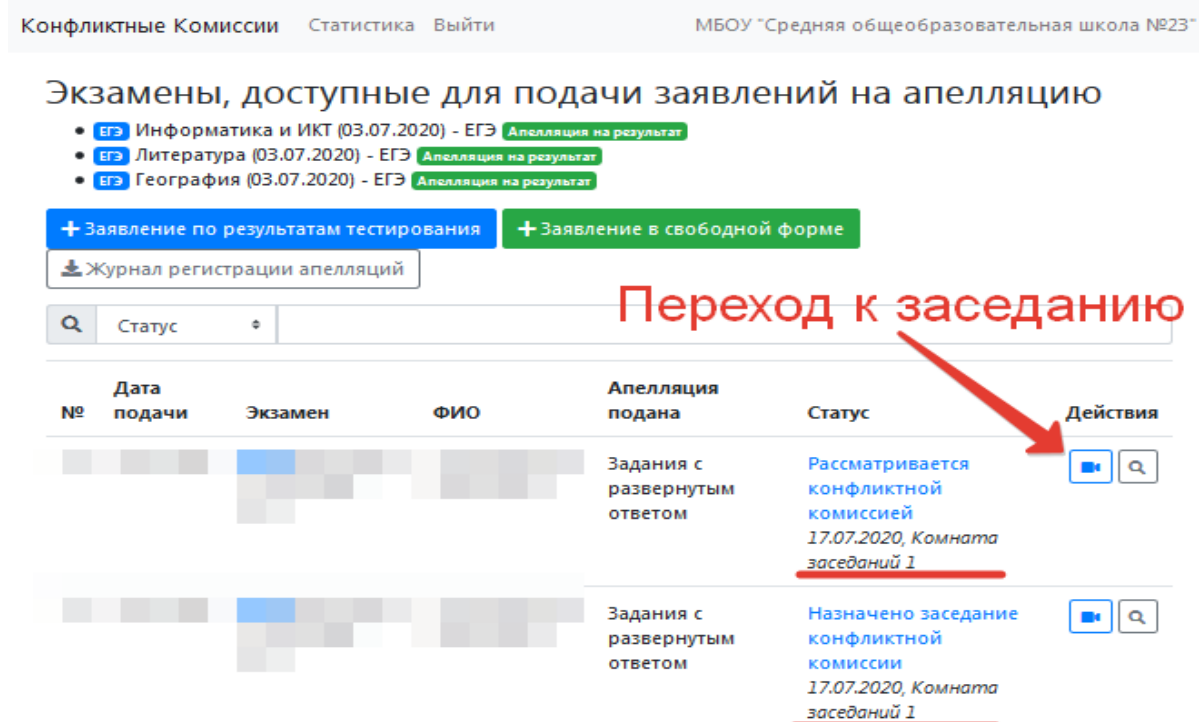 Конфликтные Комиссии Статистика Выйти МБОУ "Средняя общеобразовательная школа №23"
Экзамены, доступные для подачи заявлений на апелляцию
ЕГЭ Информатика и ИКТ (03.07.2020) - ЕГЭ Апелляция на результат
ЕГЭ Литература (03.07.2020) - ЕГЭ Апелляция на результат
ЕГЭ География (03.07.2020) - ЕГЭ Апелляция на результат
+ Заявление по результатам тестирования + Заявление в свободной форме
Журнал регистрации апелляций
Переход к заседанию
Статус
№ Дата подачи Экзамен ФИО Апелляция подана Статус Действия
Задания с
развернутым
ответом
Рассматривается
конфликтной
комиссией
17.07.2020, Комната
заседаний 1
Задания с
развернутым
ответом
Назначено заседание
конфликтной
комиссии
17.07.2020, Комната
заседаний 1